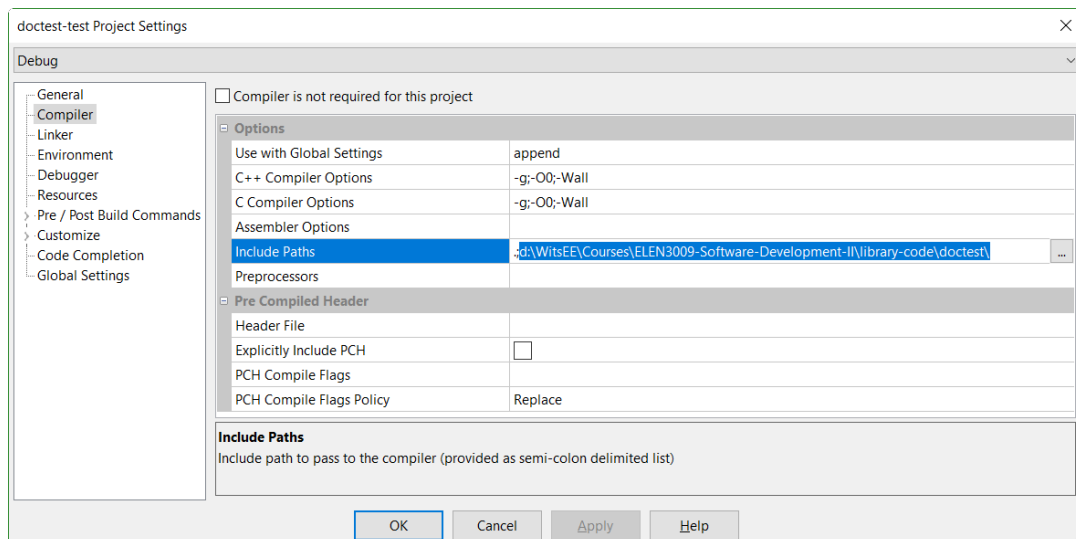 doctest-test Project Settings
Debug
General
Compiler
Linker
Environment
Debugger
Resources
Pre / Post Build Commands
Customize
Code Completion
Global Settings
Compiler is not required for this project
Options
Use with Global Settings append
C++ Compiler Options -g;-O0;-Wall
C Compiler Options -g;-O0;-Wall
Assembler Options
Include Paths .;d:\WitsEE\Courses\ELEN3009-Software-Development-II\library-code\doctest\ ...
Preprocessors
Pre Compiled Header
Header File
Explicitly Include PCH
PCH Compile Flags
PCH Compile Flags Policy Replace
Include Paths
Include path to pass to the compiler (provided as semi-colon delimited list)
OK Cancel Apply Help